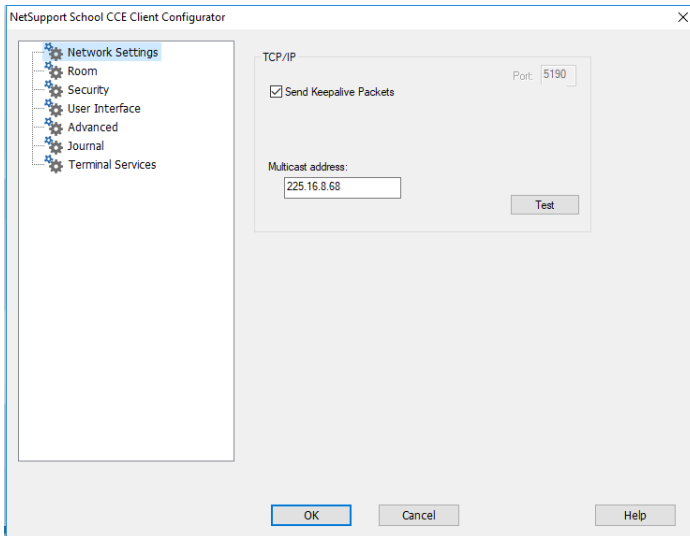 NetSupport School CCE Client Configurator
Network Settings
Room
Security
User Interface
Advanced
Journal
Terminal Services
TCP/IP
Port: 5190
Send Keepalive Packets
Multicast address:
225.16.8.68
Test
OK Cancel Help